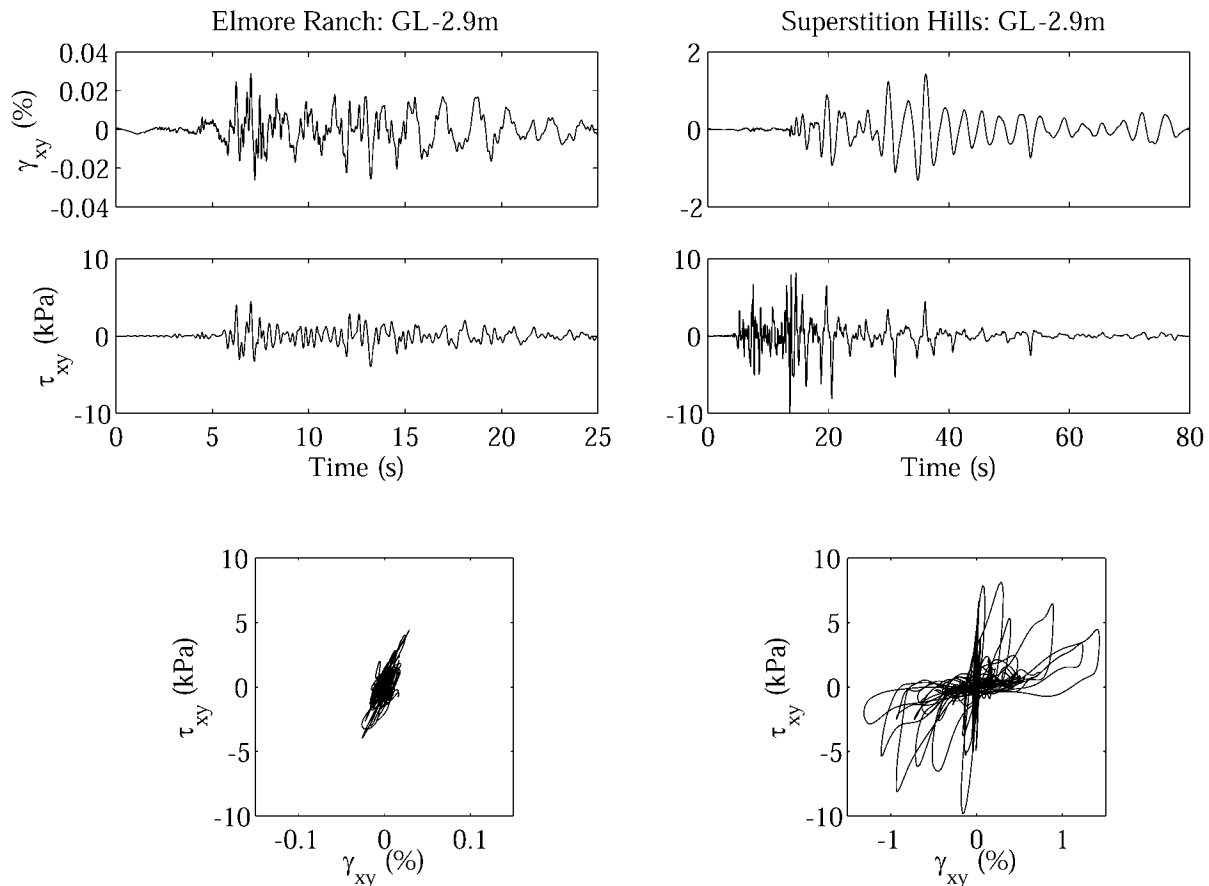 Elmore Ranch: GL-2.9m
Superstition Hills: GL-2.9m
0.04
0.02
0
-0.02
-0.04
γxy (%)
2
0
-2
10
0
-10
τxy (kPa)
0 5 10 15 20 25
Time (s)
10
0
-10
0 20 40 60 80
Time (s)
10
5
0
-5
-10
τxy (kPa)
-0.1 0 0.1
γxy (%)
10
5
0
-5
-10
τxy (kPa)
-1 0 1
γxy (%)